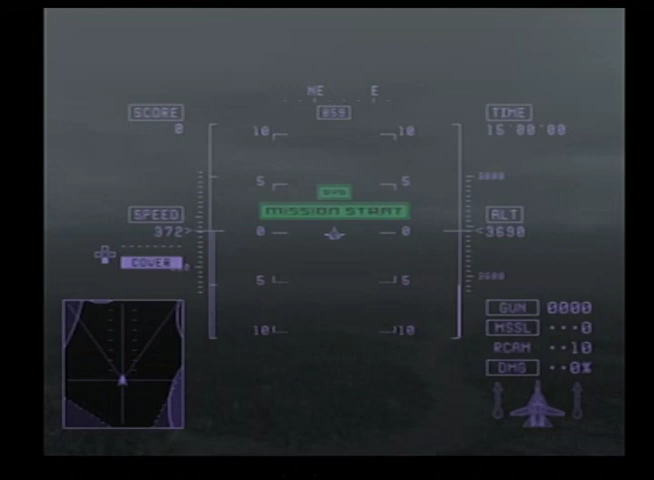 NE E
SCORE
0
059
TIME
15'00'00
10 10
5 5
MISSION START
SPEED
372
ALT
3690
0 0
COVER
5 5
3600
10 10
GUN 0000
MSSL ---0
RCAM --10
DMG --0%